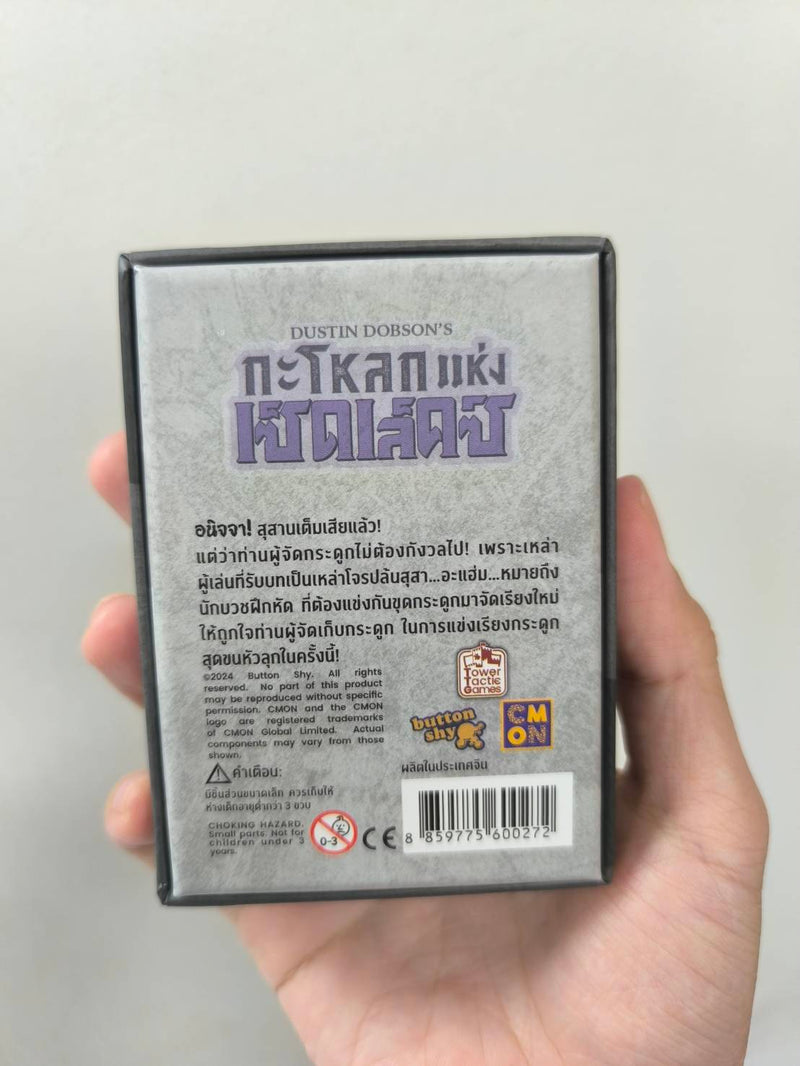 DUSTIN DOBSON'S
กะโหลกแห่ง
เซ็ดเล็ดซ์
อนิจจา! สุสานเต็มเสียแล้ว!
แต่ว่าท่านผู้จัดกระดูกไม่ต้องกังวลไป! เพราะเหล่า
ผู้เล่นที่รับบทเป็นเหล่าโจรปล้นสุสา...อะแฮ่ม...หมายถึง
นักบวชฝึกหัด ที่ต้องแข่งกันขุดกระดูกมาจัดเรียงใหม่
ให้ถูกใจท่านผู้จัดเก็บกระดูก ในการแข่งเรียงกระดูก
สุดขนหัวลุกในครั้งนี้!
©2024 Button Shy. All rights
reserved. No part of this product
may be reproduced without specific
permission. CMON and the CMON
logo are registered trademarks
of CMON Global Limited. Actual
components may vary from those
shown.
Tower
Tactic
Games
button
shy
CM
ON
ผลิตในประเทศจีน
คำเตือน:
มีชิ้นส่วนขนาดเล็ก ควรเก็บให้
ห่างเด็กอายุต่ำกว่า 3 ขวบ
CHOKING HAZARD.
Small parts. Not for
children under 3
years.
0-3
CE
8 859775 600272